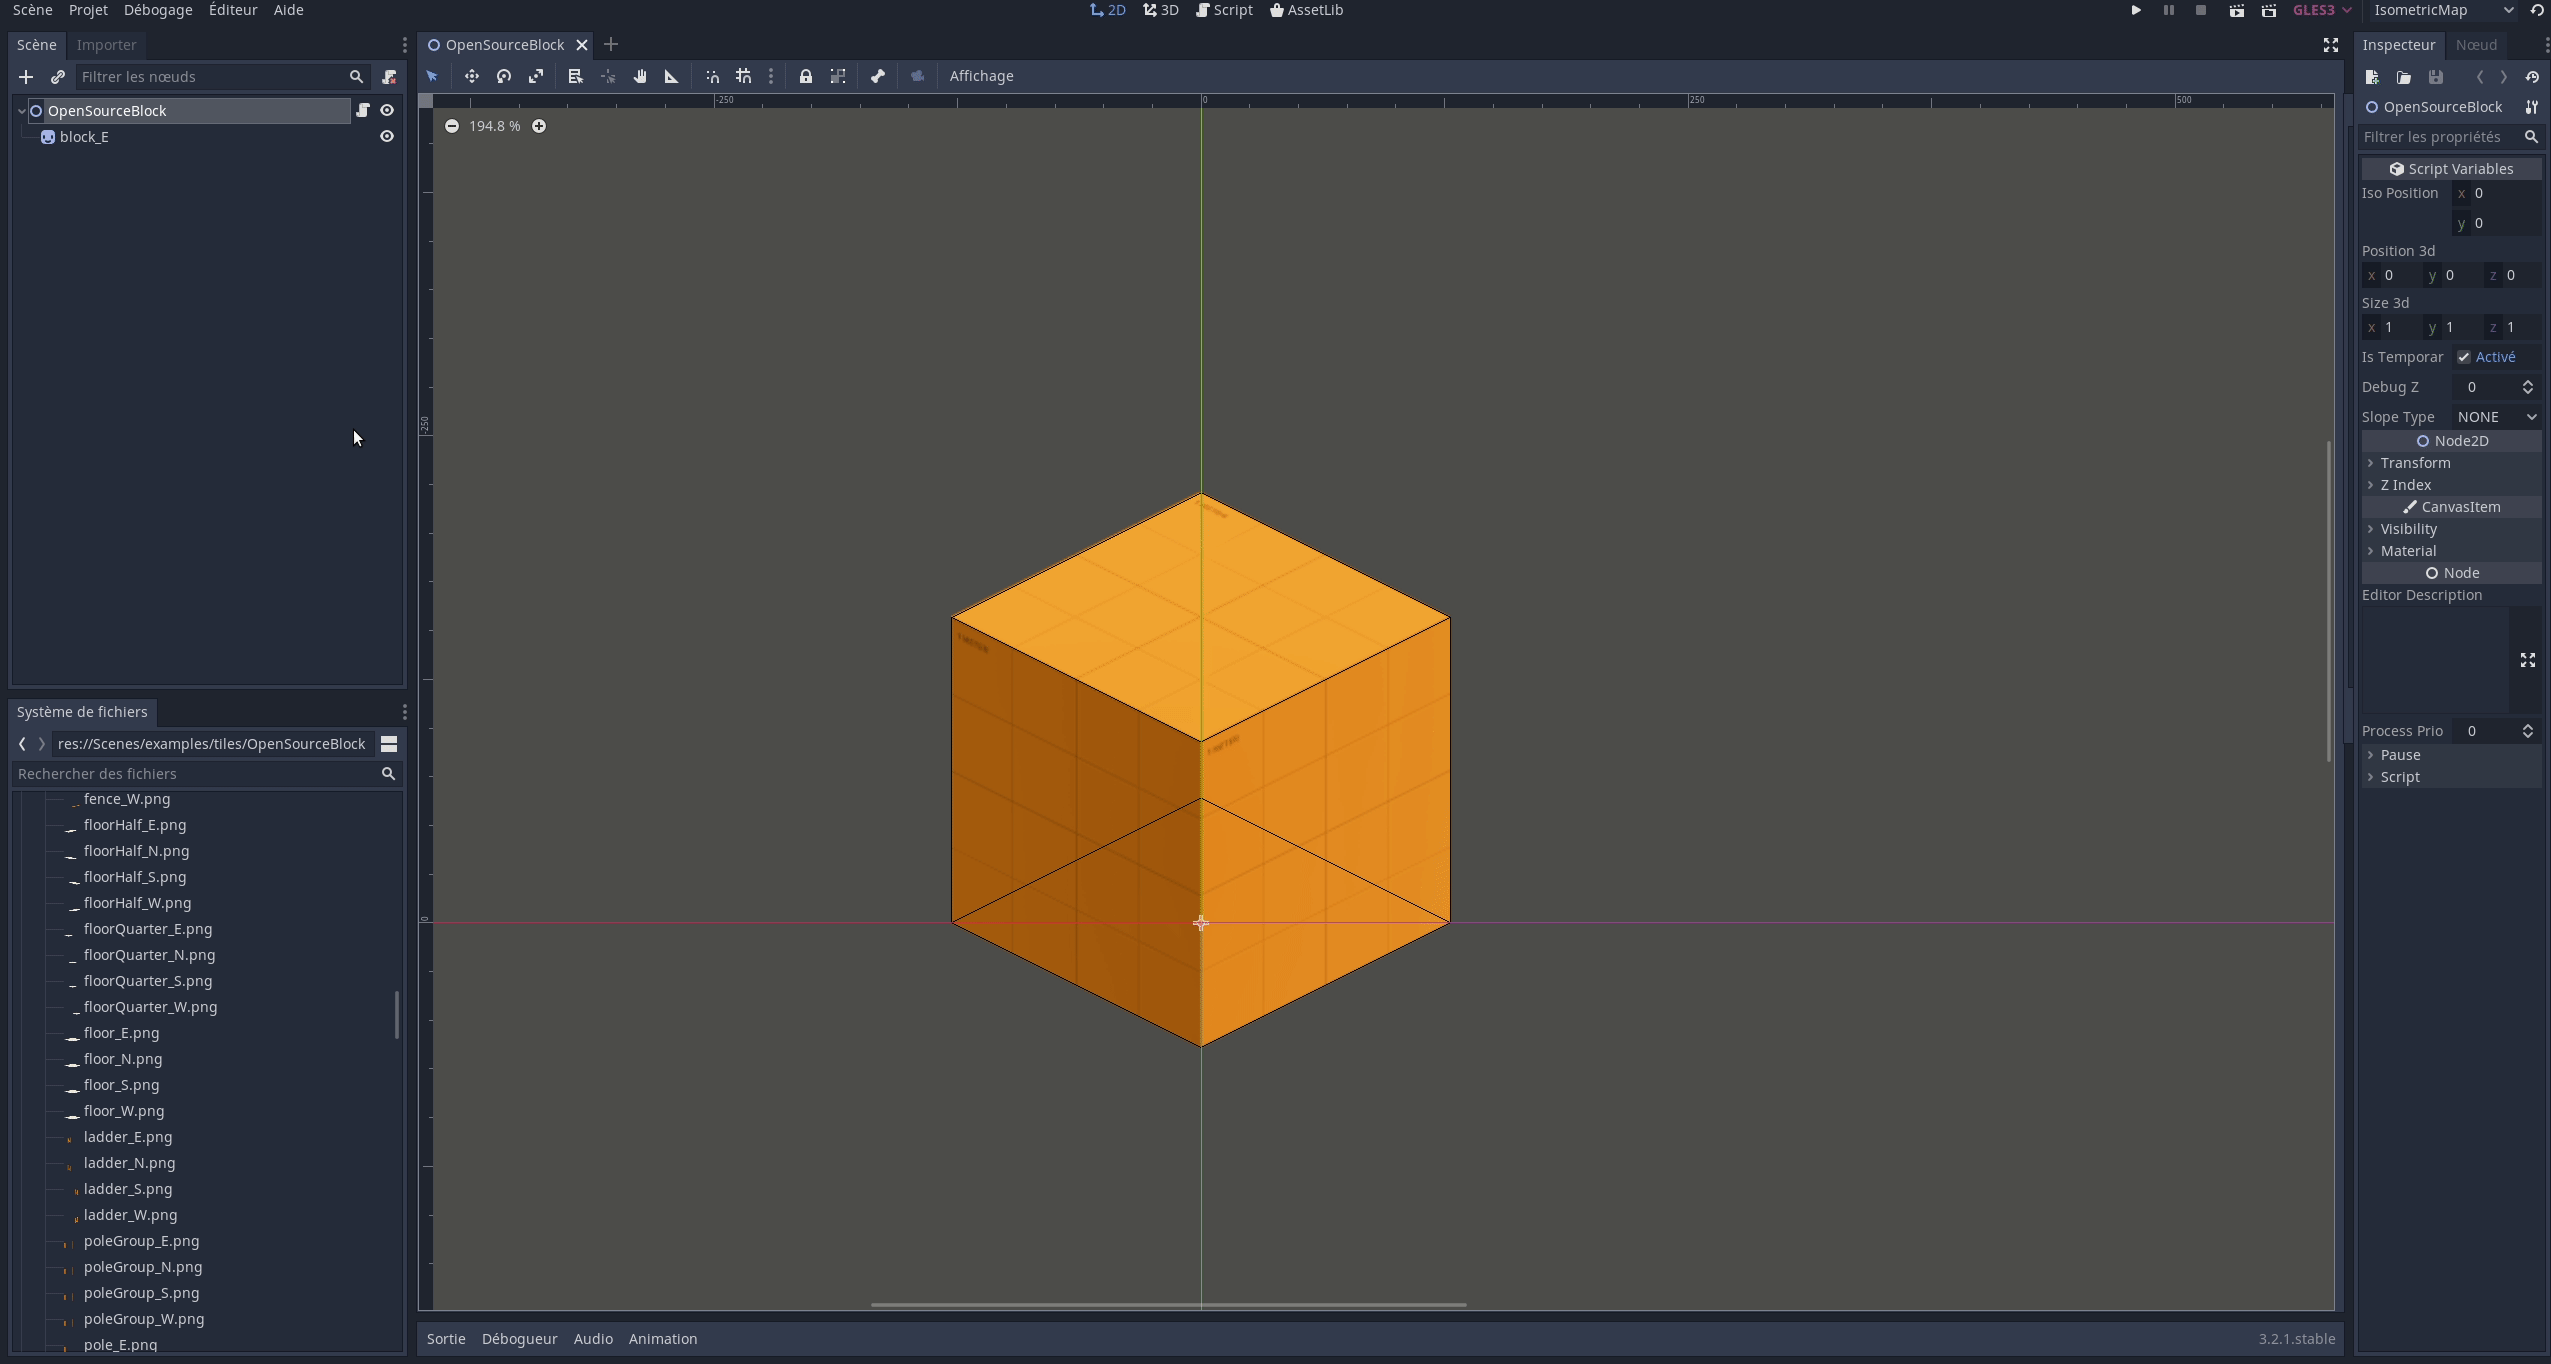 Scène Projet Débogage Éditeur Aide
2D 3D Script AssetLib
GLES3 IsometricMap
Scène Importer
Filtrer les nœuds
OpenSourceBlock
block_E
Système de fichiers
res://Scenes/examples/tiles/OpenSourceBlock
Rechercher des fichiers
fence_W.png
floorHalf_E.png
floorHalf_N.png
floorHalf_S.png
floorHalf_W.png
floorQuarter_E.png
floorQuarter_N.png
floorQuarter_S.png
floorQuarter_W.png
floor_E.png
floor_N.png
floor_S.png
floor_W.png
ladder_E.png
ladder_N.png
ladder_S.png
ladder_W.png
poleGroup_E.png
poleGroup_N.png
poleGroup_S.png
poleGroup_W.png
pole_E.png
OpenSourceBlock
Affichage
-250 0 250 500
194.8 %
-250
0
Sortie Débogueur Audio Animation
3.2.1.stable
Inspecteur Nœud
OpenSourceBlock
Filtrer les propriétés
Script Variables
Iso Position x 0
y 0
Position 3d
x 0 y 0 z 0
Size 3d
x 1 y 1 z 1
Is Temporar Activé
Debug Z 0
Slope Type NONE
Node2D
Transform
Z Index
CanvasItem
Visibility
Material
Node
Editor Description
Process Prio 0
Pause
Script